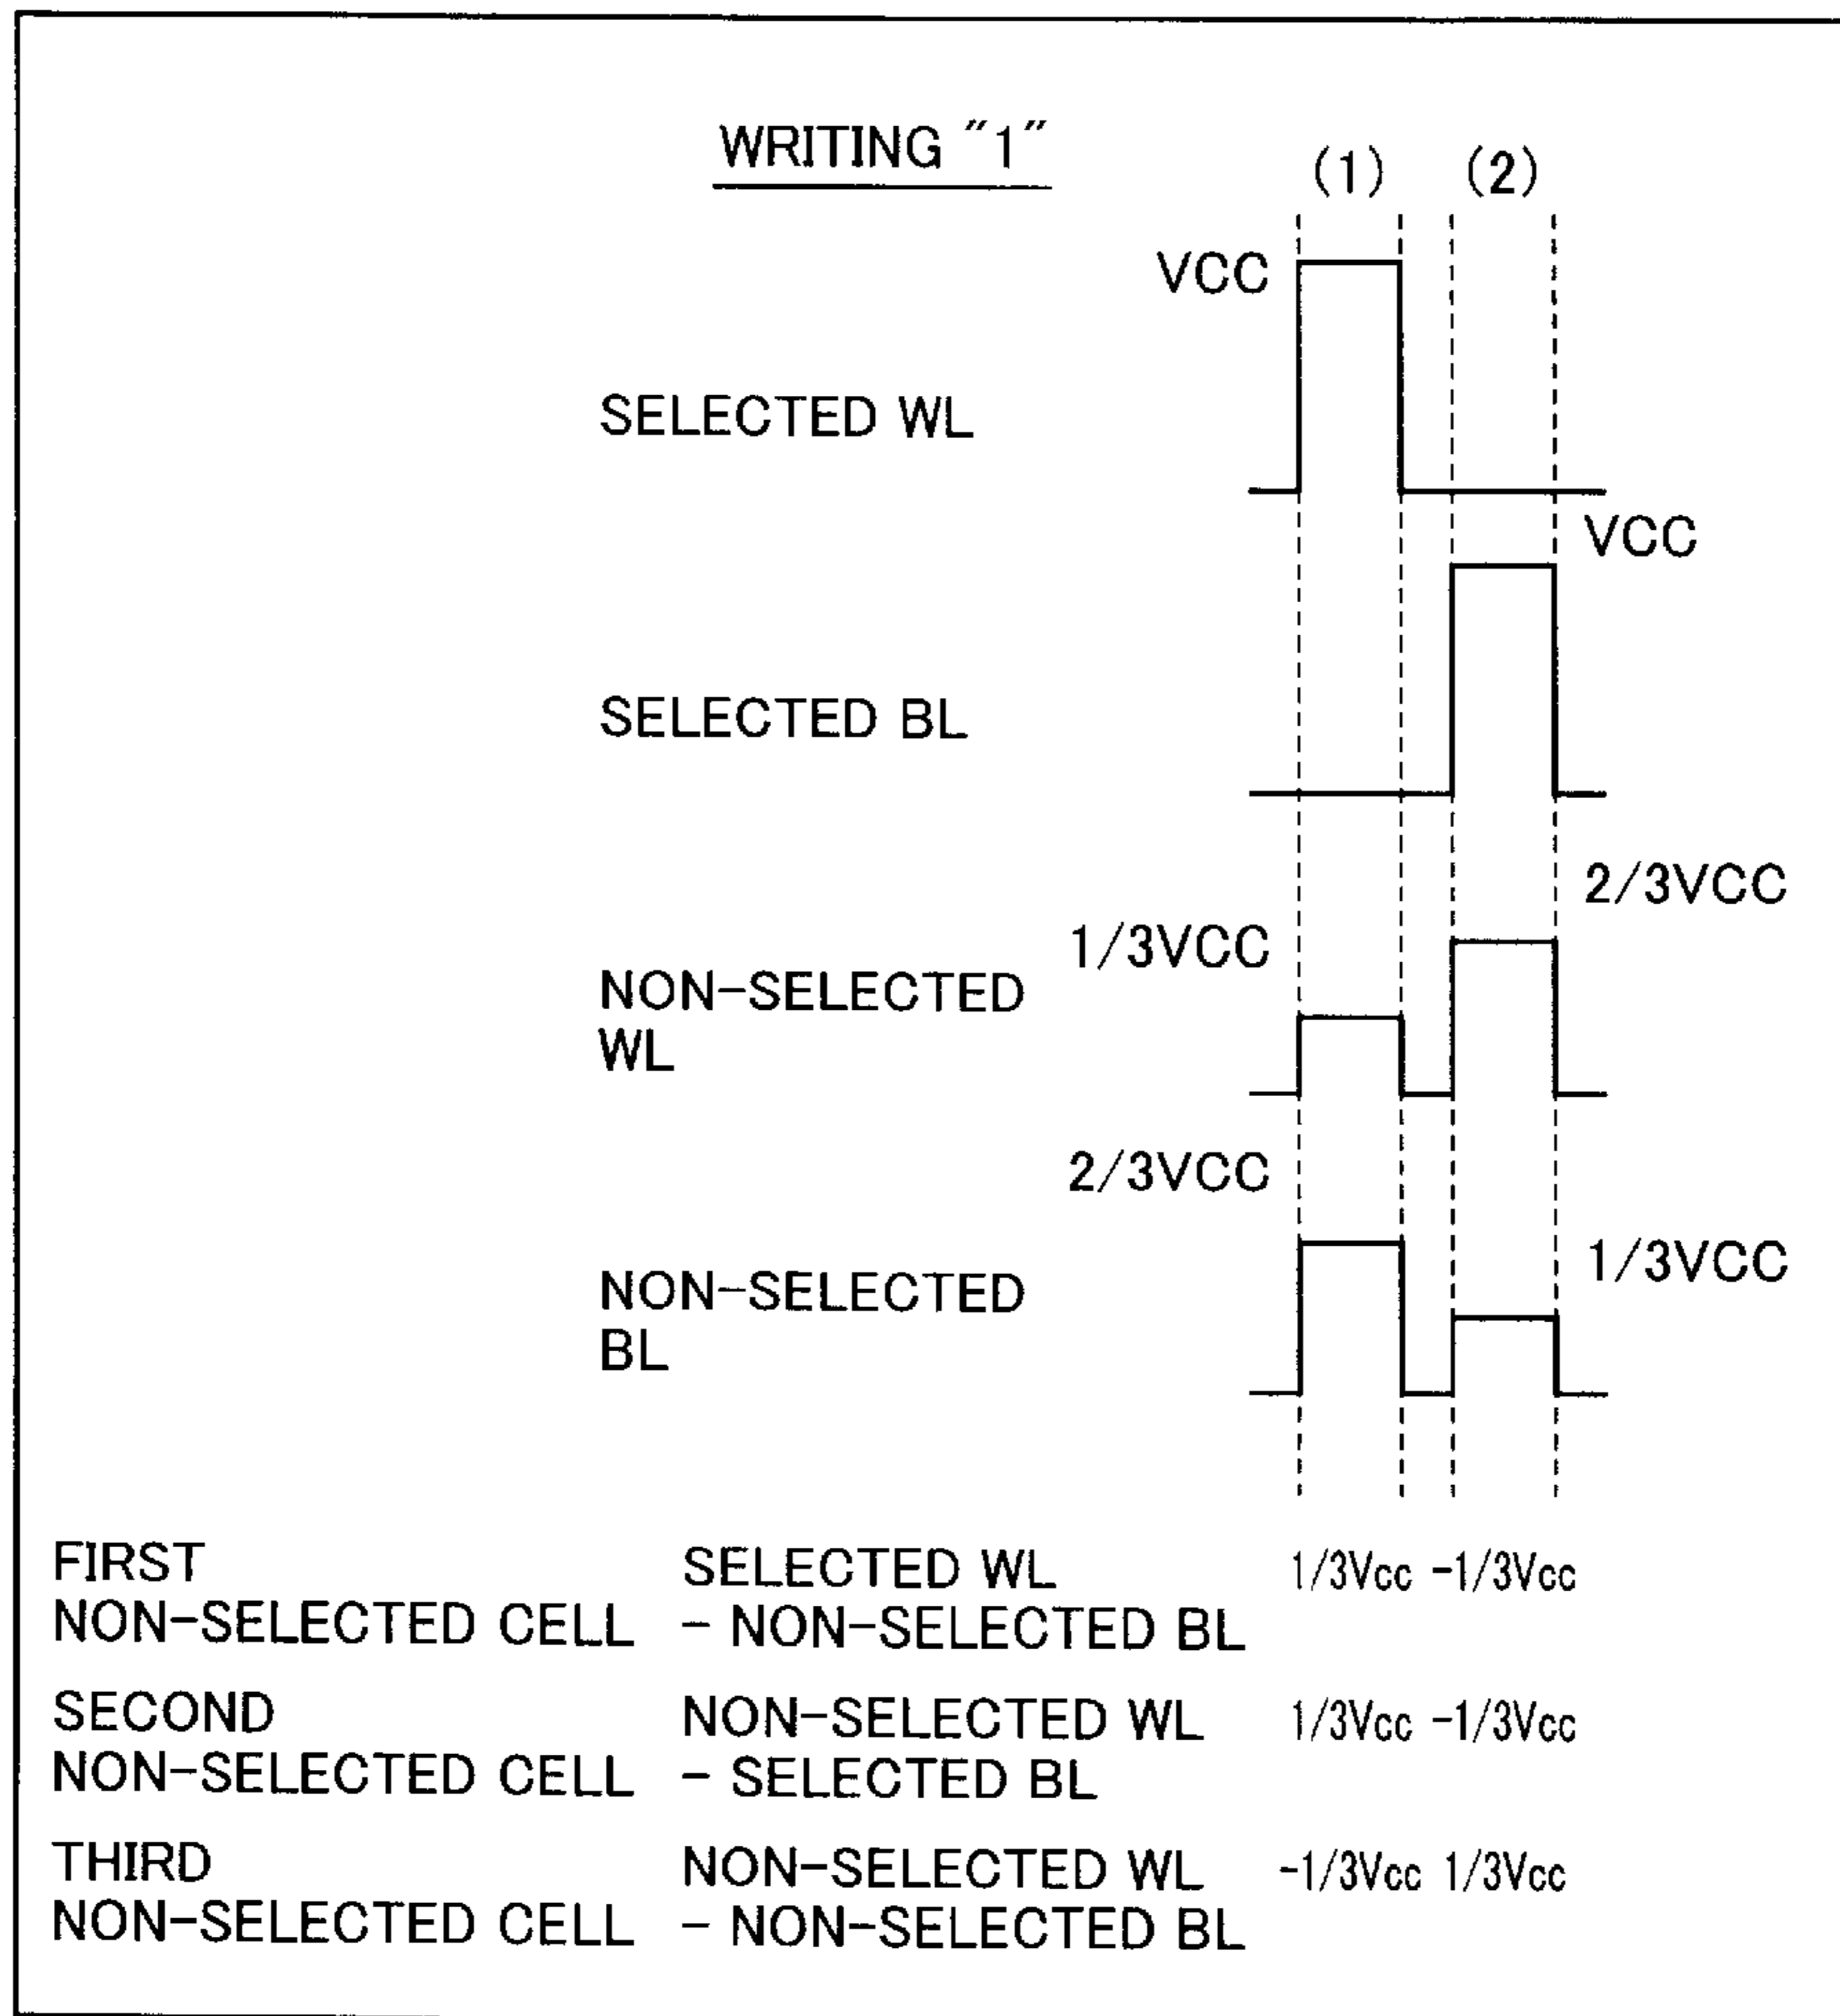 WRITING "1"
(1) (2)
VCC
SELECTED WL
VCC
SELECTED BL
2/3VCC
1/3VCC
NON-SELECTED
WL
2/3VCC
1/3VCC
NON-SELECTED
BL
FIRST SELECTED WL 1/3Vcc -1/3Vcc
NON-SELECTED CELL - NON-SELECTED BL
SECOND NON-SELECTED WL 1/3Vcc -1/3Vcc
NON-SELECTED CELL - SELECTED BL
THIRD NON-SELECTED WL -1/3Vcc 1/3Vcc
NON-SELECTED CELL - NON-SELECTED BL